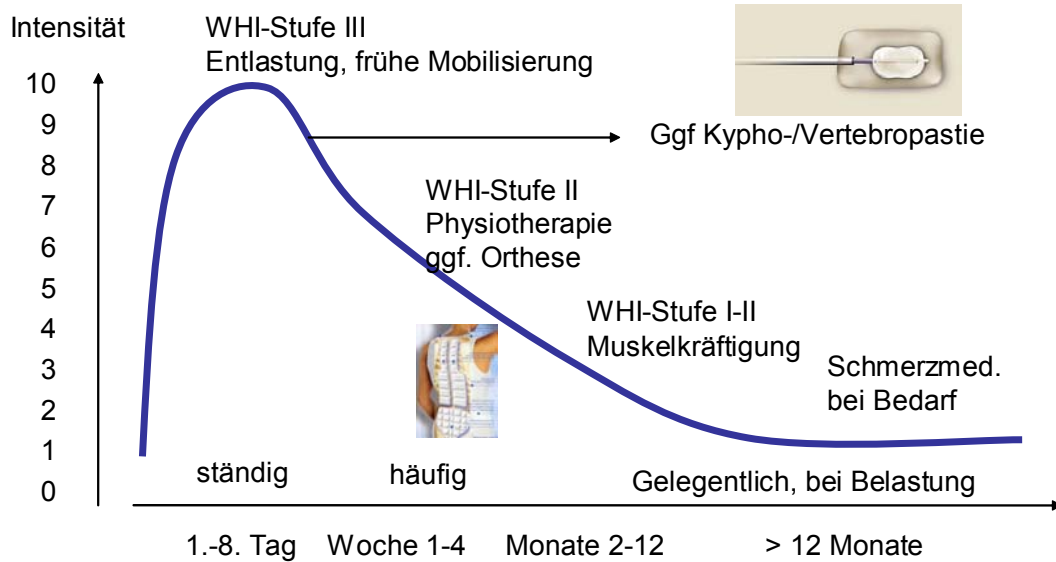 Intensität
WHI-Stufe III
Entlastung, frühe Mobilisierung
10
9
8
7
6
5
4
3
2
1
0
Ggf Kypho-/Vertebropastie
WHI-Stufe II
Physiotherapie
ggf. Orthese
WHI-Stufe I-II
Muskelkräftigung
Schmerzmed.
bei Bedarf
ständig
häufig
Gelegentlich, bei Belastung
1.-8. Tag
Woche 1-4
Monate 2-12
> 12 Monate